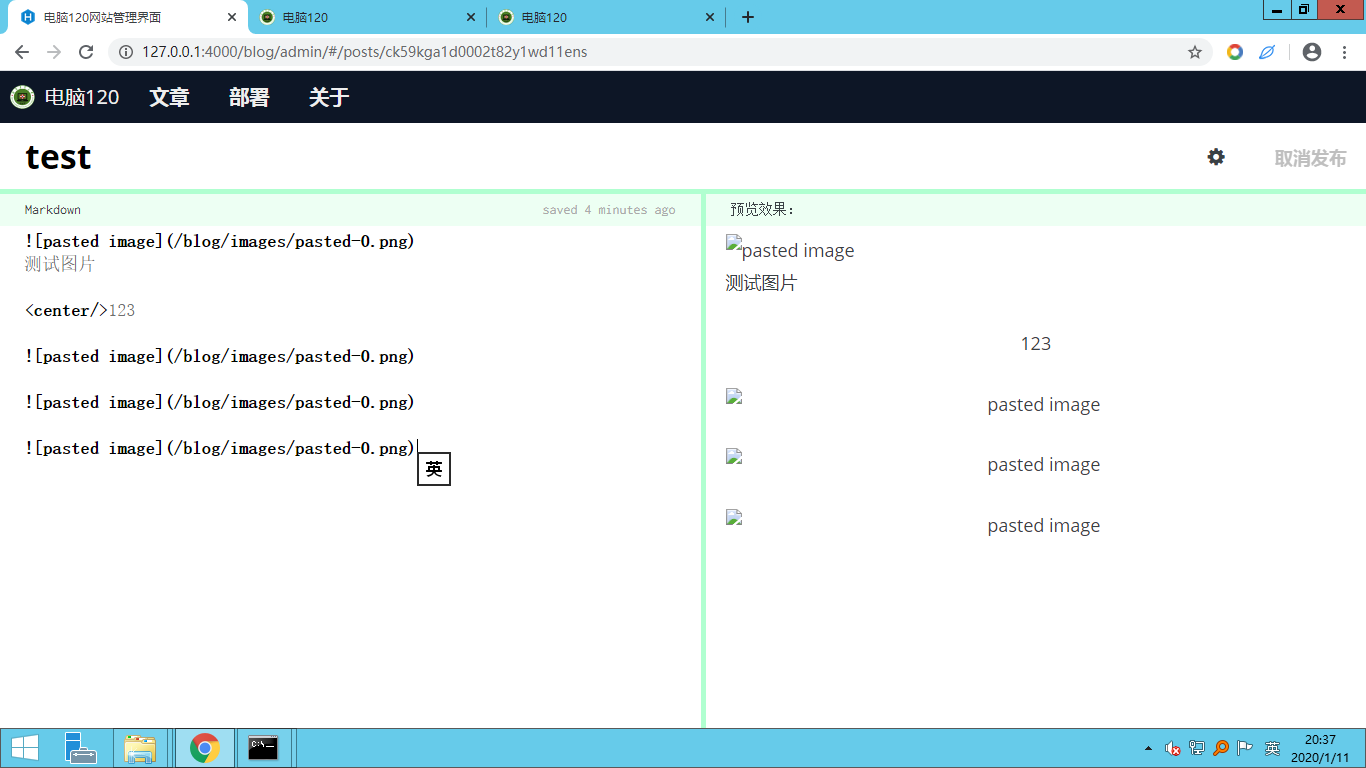 电脑120网站管理界面
电脑120
电脑120
127.0.0.1:4000/blog/admin/#/posts/ck59kga1d0002t82y1wd11ens
电脑120 文章 部署 关于
test
取消发布
Markdown
saved 4 minutes ago
![pasted image](/blog/images/pasted-0.png)
测试图片
<center/>123
![pasted image](/blog/images/pasted-0.png)
![pasted image](/blog/images/pasted-0.png)
![pasted image](/blog/images/pasted-0.png)
英
预览效果：
pasted image
测试图片
123
pasted image
pasted image
pasted image
英
20:37
2020/1/11